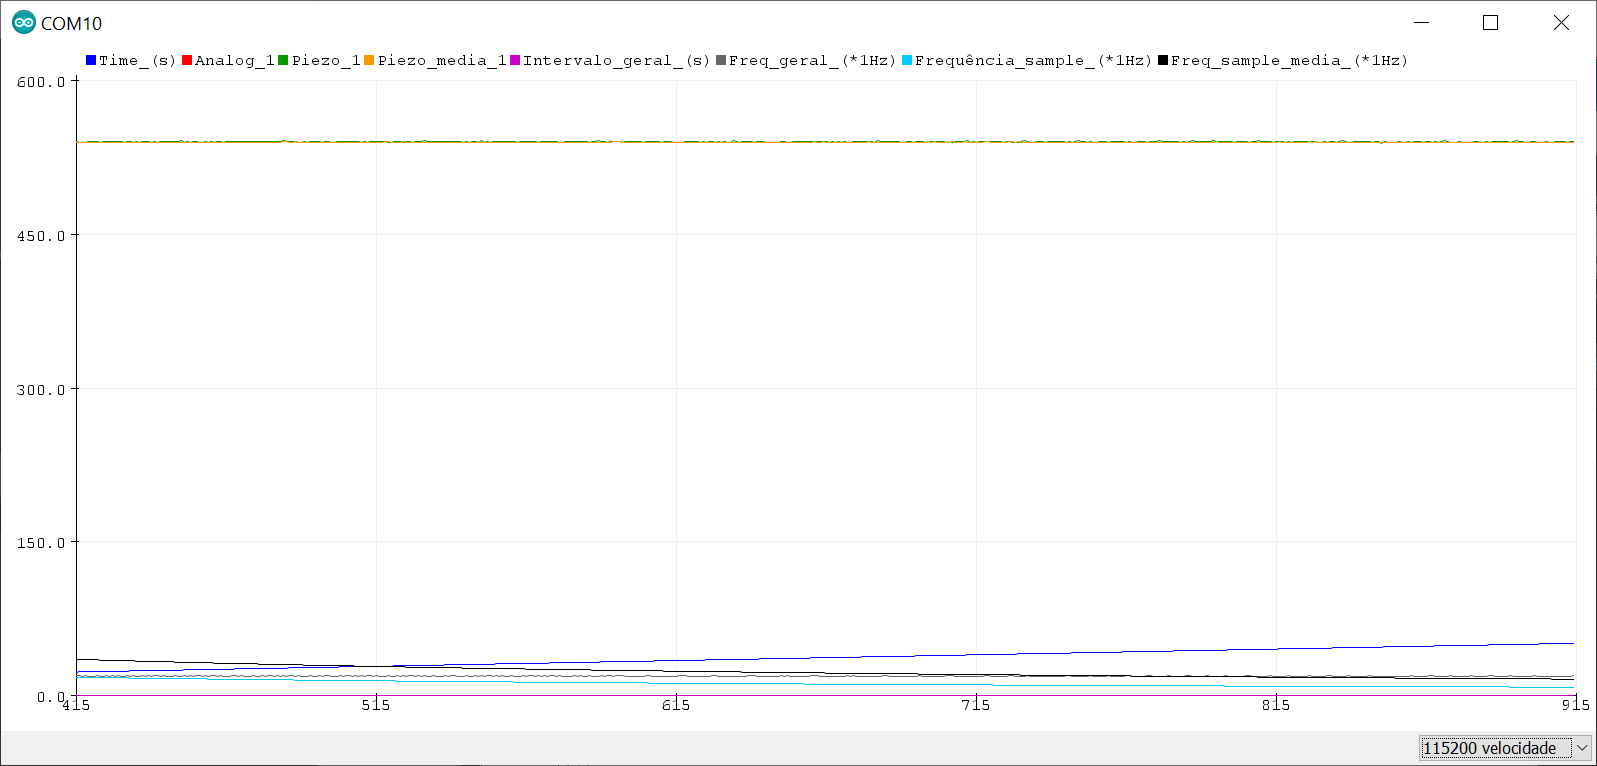 COM10
Time_(s) Analog_1 Piezo_1 Piezo_media_1 Intervalo_geral_(s) Freq_geral_(*1Hz) Frequência_sample_(*1Hz) Freq_sample_media_(*1Hz)
600.0
450.0
300.0
150.0
0.0
415 515 615 715 815 915
115200 velocidade